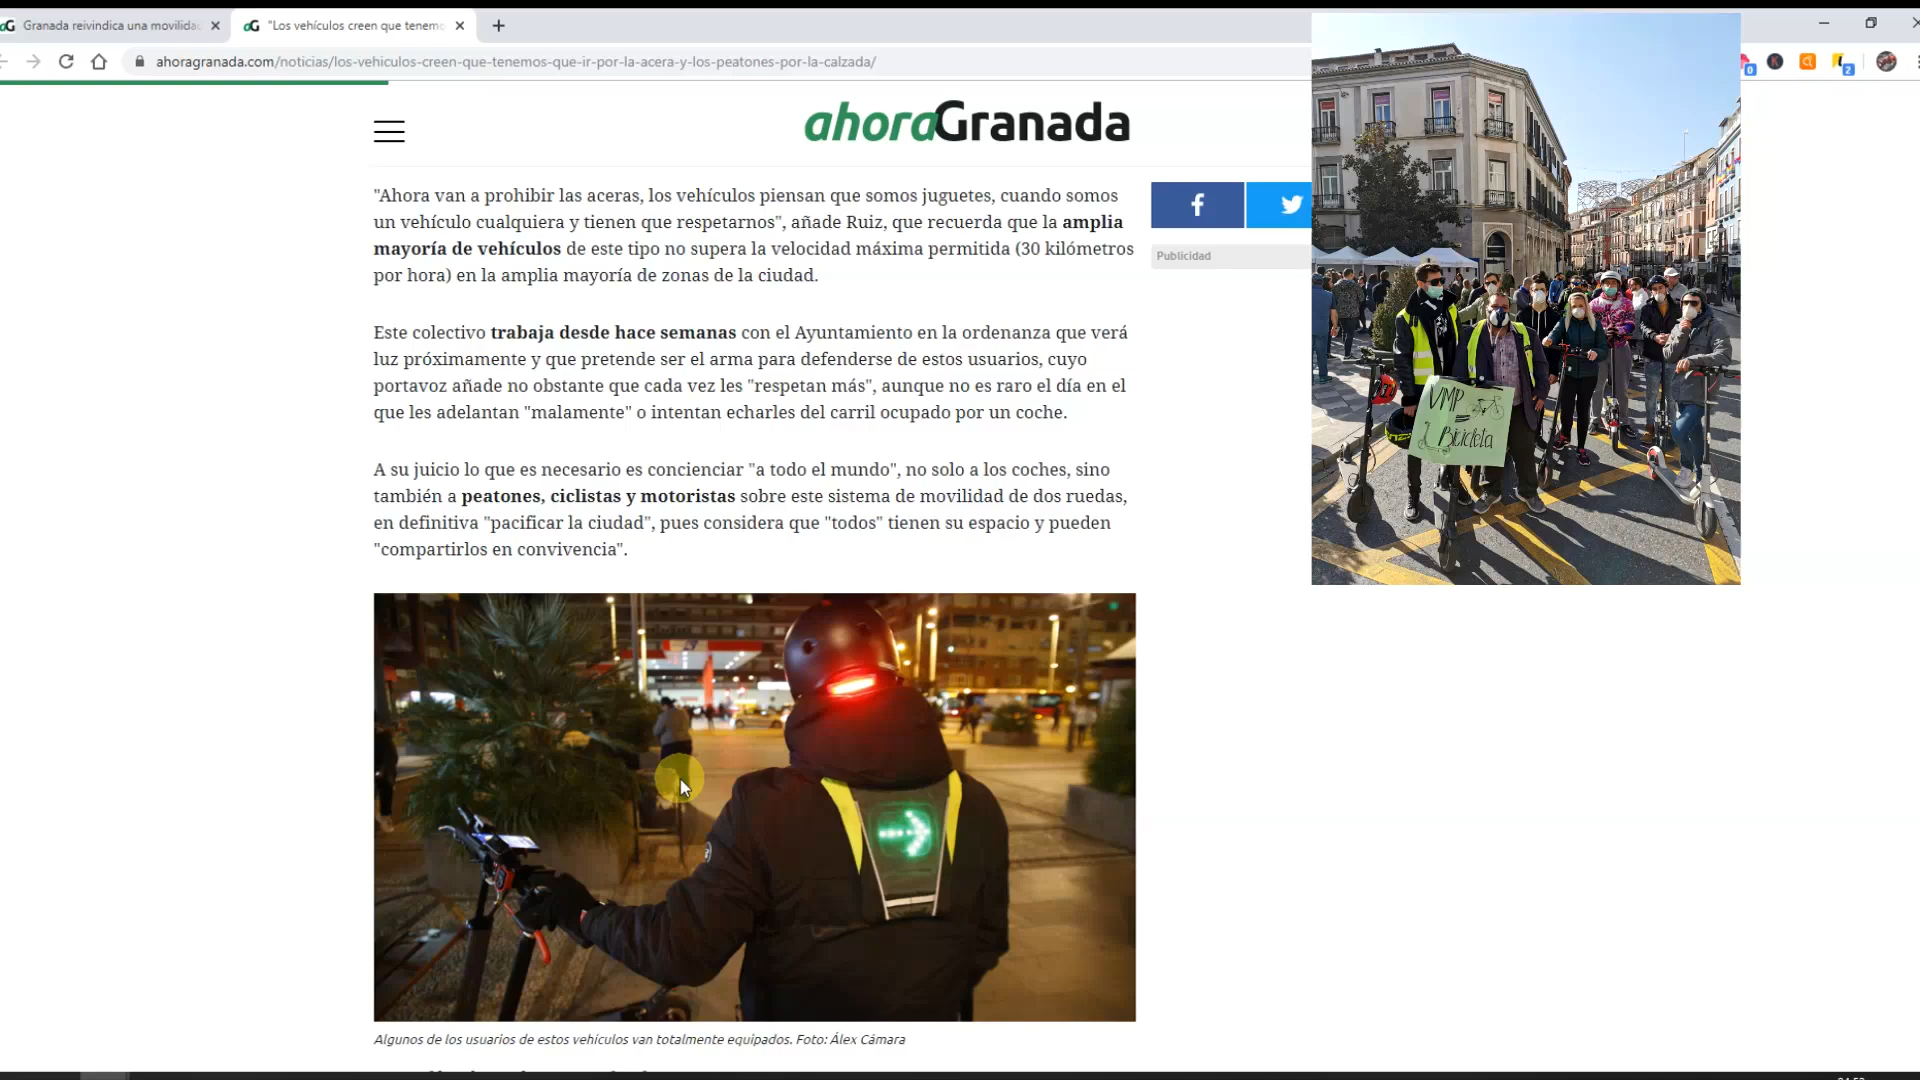 Granada reivindica una movilida
"Los vehículos creen que tenemo
ahoragranada.com/noticias/los-vehiculos-creen-que-tenemos-que-ir-por-la-acera-y-los-peatones-por-la-calzada/
0
K
2
ahoraGranada
"Ahora van a prohibir las aceras, los vehículos piensan que somos juguetes, cuando somos
un vehículo cualquiera y tienen que respetarnos", añade Ruiz, que recuerda que la amplia
mayoría de vehículos de este tipo no supera la velocidad máxima permitida (30 kilómetros
por hora) en la amplia mayoría de zonas de la ciudad.
Publicidad
Este colectivo trabaja desde hace semanas con el Ayuntamiento en la ordenanza que verá
luz próximamente y que pretende ser el arma para defenderse de estos usuarios, cuyo
portavoz añade no obstante que cada vez les "respetan más", aunque no es raro el día en el
que les adelantan "malamente" o intentan echarles del carril ocupado por un coche.
A su juicio lo que es necesario es concienciar "a todo el mundo", no solo a los coches, sino
también a peatones, ciclistas y motoristas sobre este sistema de movilidad de dos ruedas,
en definitiva "pacificar la ciudad", pues considera que "todos" tienen su espacio y pueden
"compartirlos en convivencia".
VMP
=
Bicicleta
Algunos de los usuarios de estos vehículos van totalmente equipados. Foto: Álex Cámara